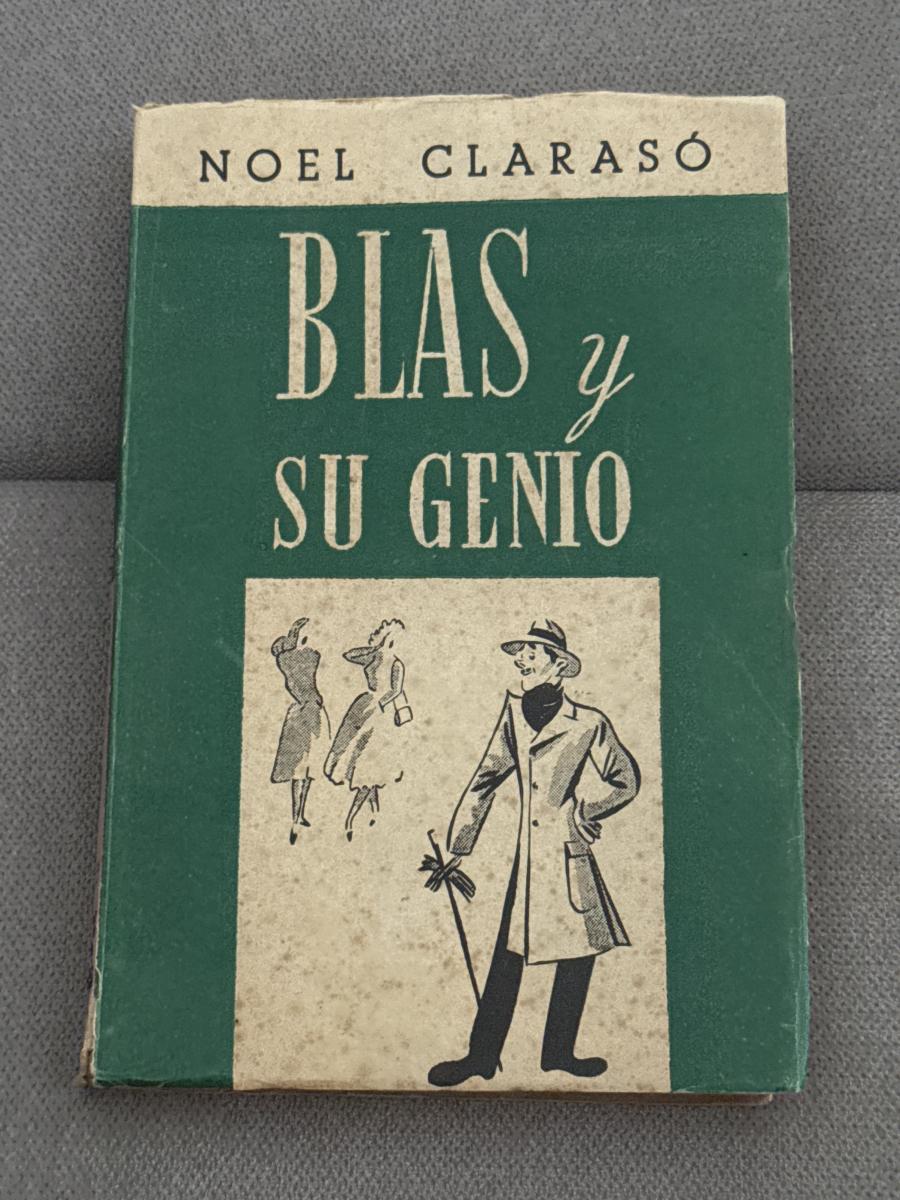 NOEL CLARASÓ
BLAS y
SU GENIO